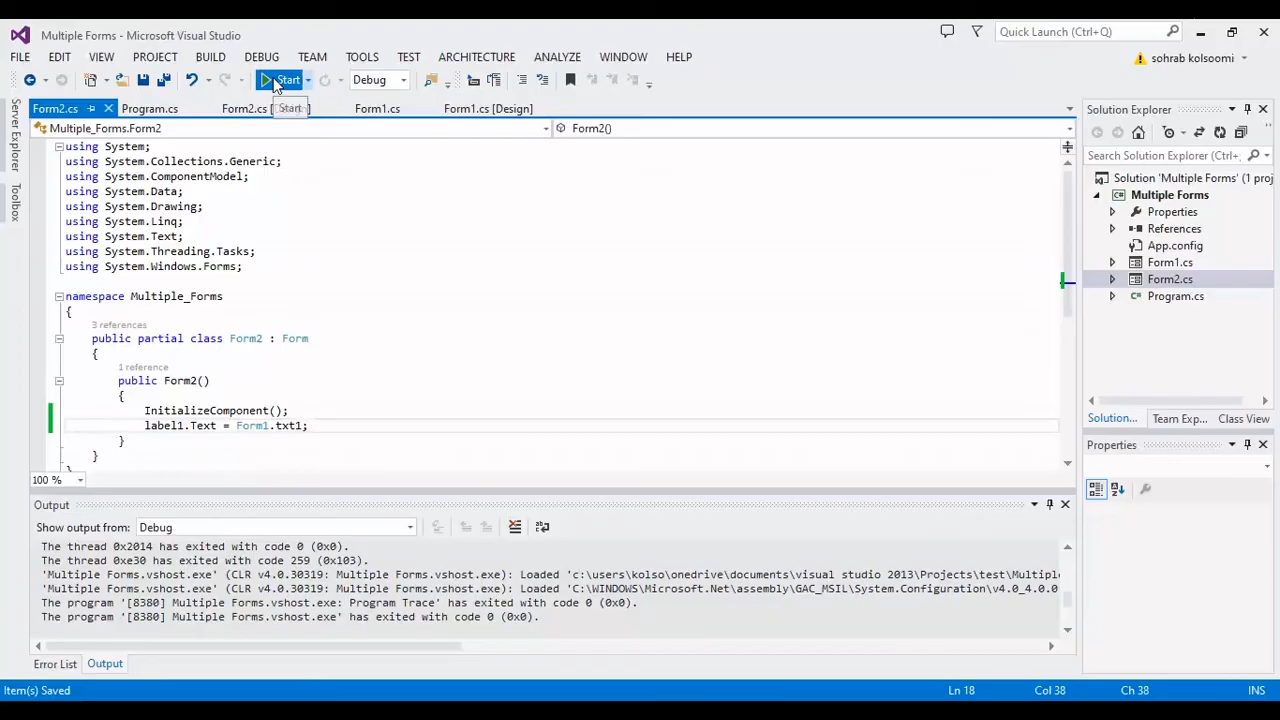 Multiple Forms - Microsoft Visual Studio
Quick Launch (Ctrl+Q)
FILE EDIT VIEW PROJECT BUILD DEBUG TEAM TOOLS TEST ARCHITECTURE ANALYZE WINDOW HELP
sohrab kolsoomi
Start Debug
Form2.cs Program.cs Form2.cs [ ] Form1.cs Form1.cs [Design]
Start
Multiple_Forms.Form2 Form2()
using System;
using System.Collections.Generic;
using System.ComponentModel;
using System.Data;
using System.Drawing;
using System.Linq;
using System.Text;
using System.Threading.Tasks;
using System.Windows.Forms;
namespace Multiple_Forms
{
3 references
public partial class Form2 : Form
{
1 reference
public Form2()
{
InitializeComponent();
label1.Text = Form1.txt1;
}
}
}
100 %
Server Explorer
Toolbox
Solution Explorer
Search Solution Explorer (Ctrl+;
Solution 'Multiple Forms' (1 proj
Multiple Forms
Properties
References
App.config
Form1.cs
Form2.cs
Program.cs
Solution... Team Exp... Class View
Properties
Output
Show output from: Debug
The thread 0x2014 has exited with code 0 (0x0).
The thread 0xe30 has exited with code 259 (0x103).
'Multiple Forms.vshost.exe' (CLR v4.0.30319: Multiple Forms.vshost.exe): Loaded 'c:\users\kolso\onedrive\documents\visual studio 2013\Projects\test\Multipl
'Multiple Forms.vshost.exe' (CLR v4.0.30319: Multiple Forms.vshost.exe): Loaded 'C:\WINDOWS\Microsoft.Net\assembly\GAC_MSIL\System.Configuration\v4.0_4.0.0
The program '[8380] Multiple Forms.vshost.exe: Program Trace' has exited with code 0 (0x0).
The program '[8380] Multiple Forms.vshost.exe' has exited with code 0 (0x0).
Error List Output
Item(s) Saved Ln 18 Col 38 Ch 38 INS